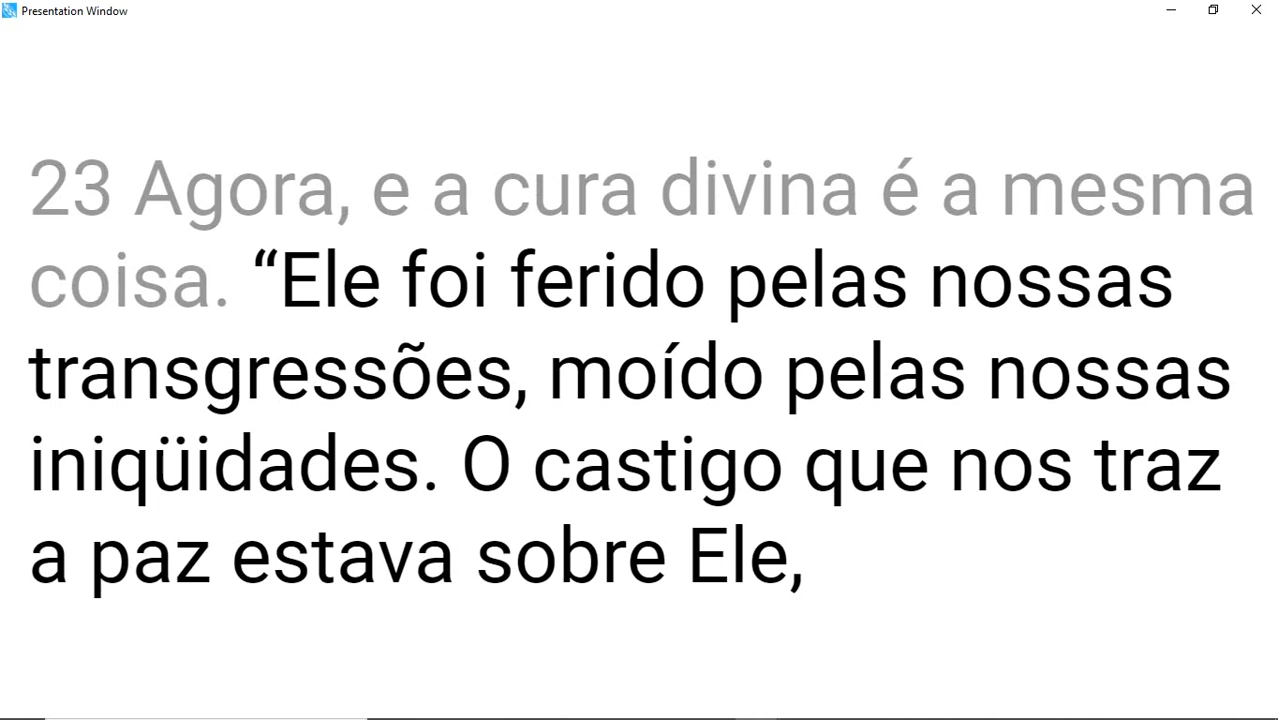 Presentation Window
23 Agora, e a cura divina é a mesma
coisa. “Ele foi ferido pelas nossas
transgressões, moído pelas nossas
iniqüidades. O castigo que nos traz
a paz estava sobre Ele,